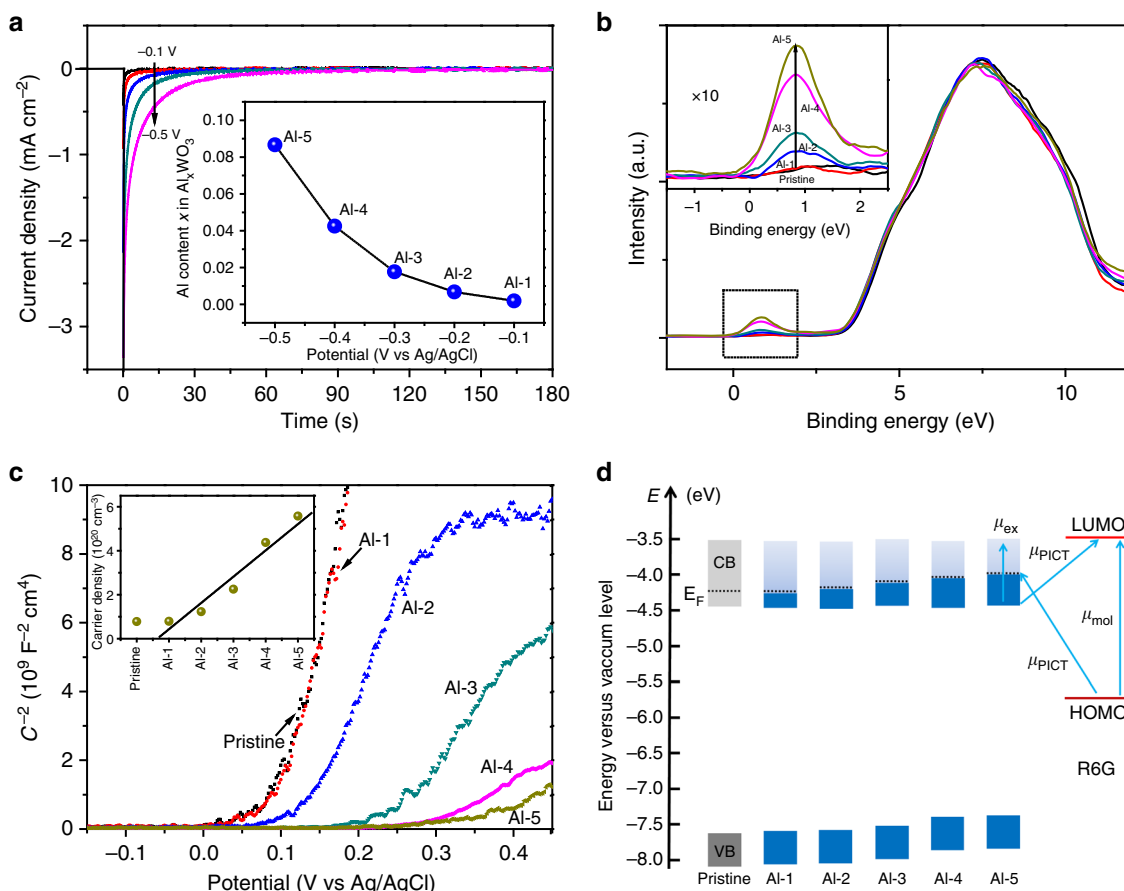 a
Current density (mA cm−2)
0
−1
−2
−3
−0.1 V
−0.5 V
0 30 60 90 120 150 180
Time (s)
Al content x in AlxWO3
0.10
0.08
0.06
0.04
0.02
0.00
Al-5
Al-4
Al-3
Al-2
Al-1
−0.5 −0.4 −0.3 −0.2 −0.1
Potential (V vs Ag/AgCl)
b
Intensity (a.u.)
×10
Al-5
Al-4
Al-3
Al-2
Al-1
Pristine
−1 0 1 2
Binding energy (eV)
0 5 10
Binding energy (eV)
c
C−2 (109 F−2 cm4)
10
8
6
4
2
0
Carrier density (1020 cm−3)
6
4
2
0
Pristine
Al-1
Al-2
Al-3
Al-4
Al-5
Al-1
Al-2
Pristine
Al-3
Al-4
Al-5
−0.1 0.0 0.1 0.2 0.3 0.4
Potential (V vs Ag/AgCl)
d
E (eV)
Energy versus vaccum level
−3.5
−4.0
−4.5
−5.0
−5.5
−6.0
−6.5
−7.0
−7.5
−8.0
CB
EF
VB
μex
μPICT
LUMO
μmol
μPICT
HOMO
R6G
Pristine Al-1 Al-2 Al-3 Al-4 Al-5